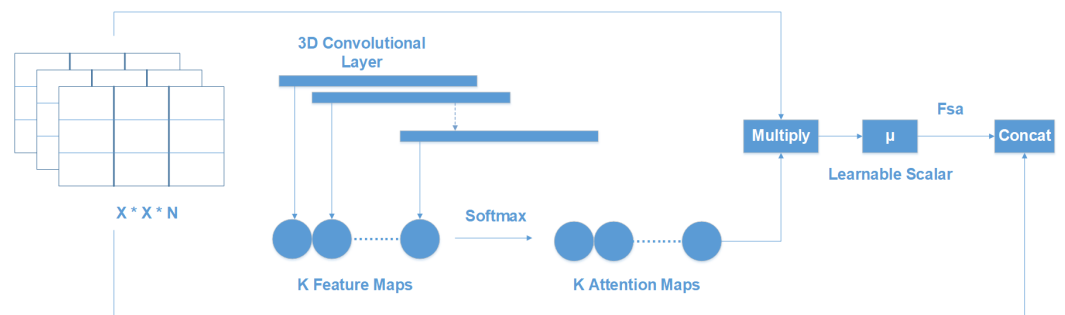 3D Convolutional
Layer
Fsa
Multiply
µ
Concat
Learnable Scalar
X * X * N
Softmax
K Feature Maps
K Attention Maps